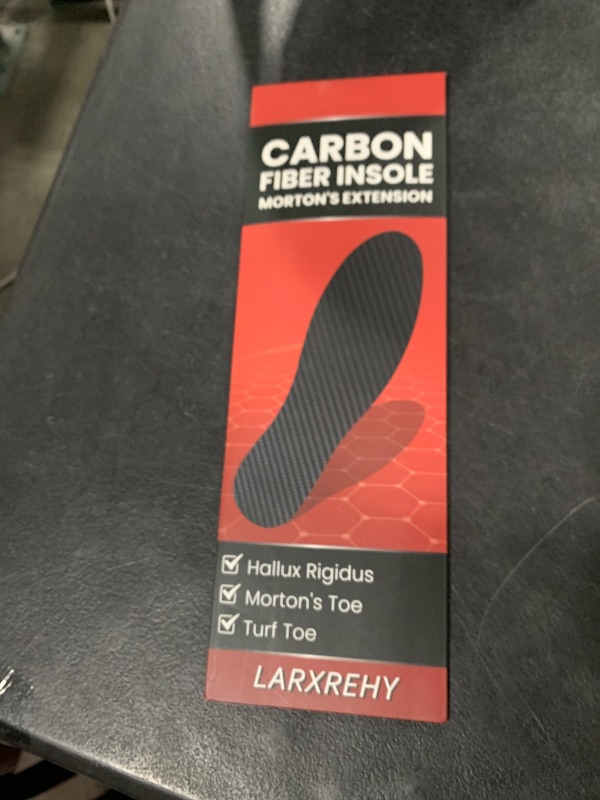 CARBON
FIBER INSOLE
MORTON'S EXTENSION
Hallux Rigidus
Morton's Toe
Turf Toe
LARXREHY